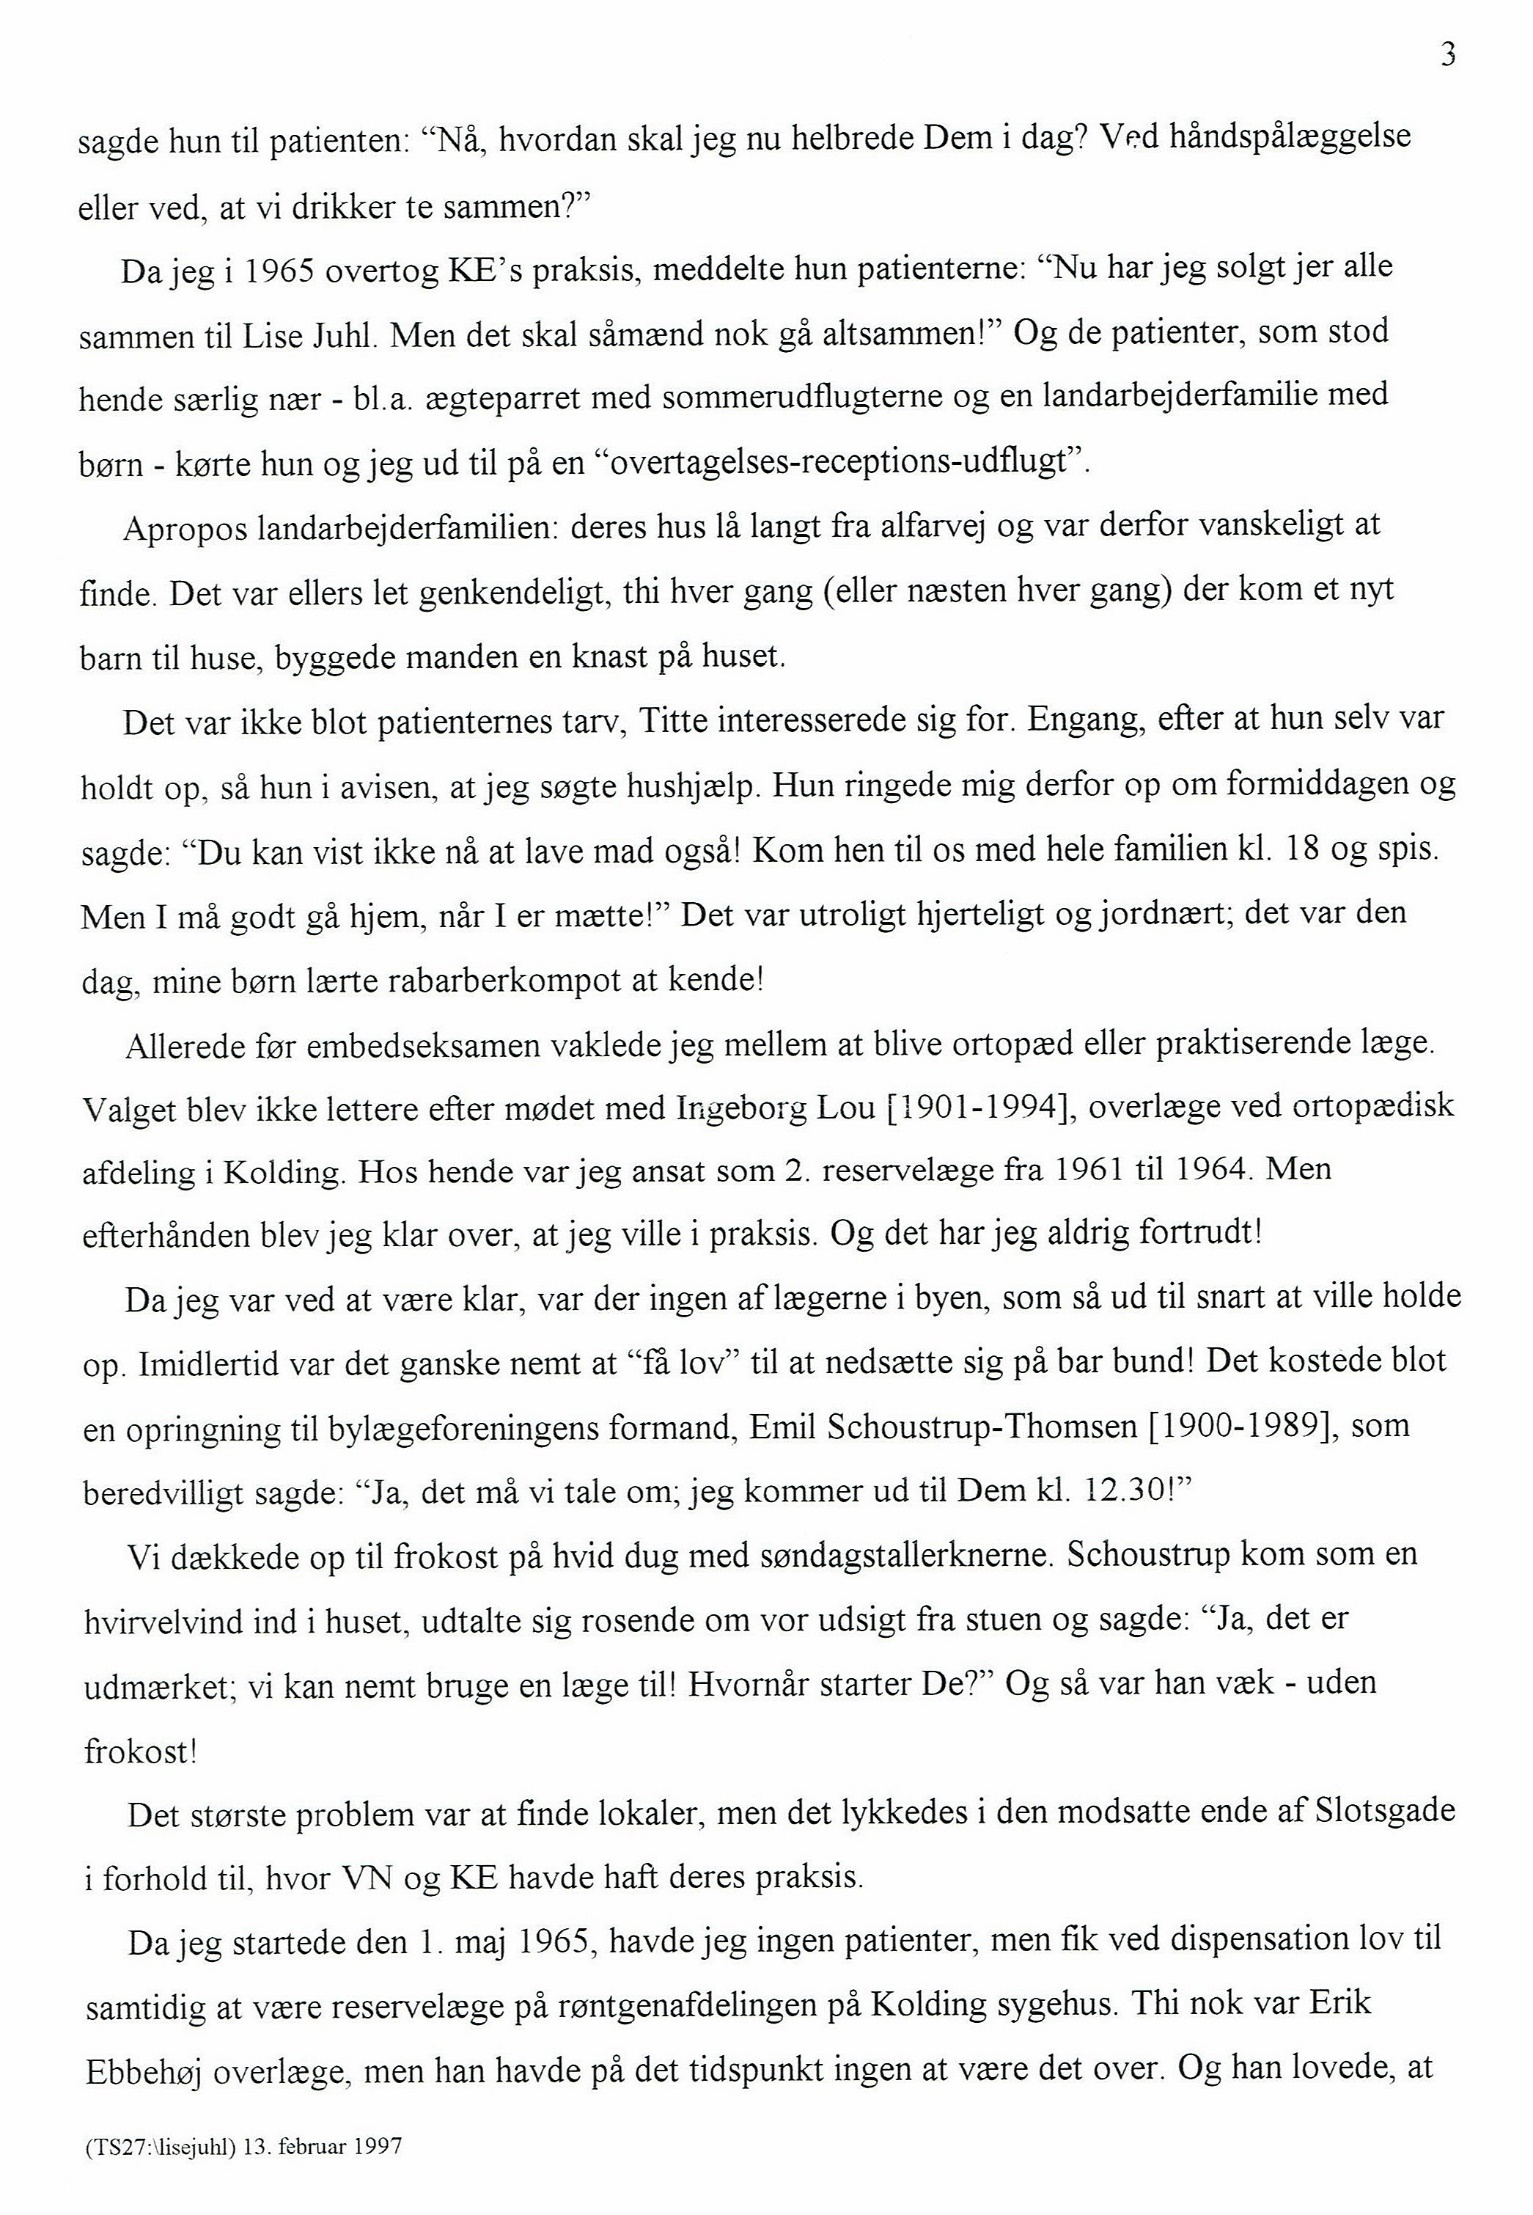 3
sagde hun til patienten: “Nå, hvordan skal jeg nu helbrede Dem i dag? Ved håndspålæggelse
eller ved, at vi drikker te sammen?”
Da jeg i 1965 overtog KE’s praksis, meddelte hun patienterne: “Nu har jeg solgt jer alle
sammen til Lise Juhl. Men det skal såmænd nok gå altsammen!” Og de patienter, som stod
hende særlig nær - bl.a. ægteparret med sommerudflugterne og en landarbejderfamilie med
børn - kørte hun og jeg ud til på en “overtagelses-receptions-udflugt”.
Apropos landarbejderfamilien: deres hus lå langt fra alfarvej og var derfor vanskeligt at
finde. Det var ellers let genkendeligt, thi hver gang (eller næsten hver gang) der kom et nyt
barn til huse, byggede manden en knast på huset.
Det var ikke blot patienternes tarv, Titte interesserede sig for. Engang, efter at hun selv var
holdt op, så hun i avisen, at jeg søgte hushjælp. Hun ringede mig derfor op om formiddagen og
sagde: “Du kan vist ikke nå at lave mad også! Kom hen til os med hele familien kl. 18 og spis.
Men I må godt gå hjem, når I er mætte!” Det var utroligt hjerteligt og jordnært; det var den
dag, mine børn lærte rabarberkompot at kende!
Allerede før embedseksamen vaklede jeg mellem at blive ortopæd eller praktiserende læge.
Valget blev ikke lettere efter mødet med Ingeborg Lou [1901-1994], overlæge ved ortopædisk
afdeling i Kolding. Hos hende var jeg ansat som 2. reservelæge fra 1961 til 1964. Men
efterhånden blev jeg klar over, at jeg ville i praksis. Og det har jeg aldrig fortrudt!
Da jeg var ved at være klar, var der ingen af lægerne i byen, som så ud til snart at ville holde
op. Imidlertid var det ganske nemt at “få lov” til at nedsætte sig på bar bund! Det kostede blot
en opringning til bylægeforeningens formand, Emil Schoustrup-Thomsen [1900-1989], som
beredvilligt sagde: “Ja, det må vi tale om; jeg kommer ud til Dem kl. 12.30!”
Vi dækkede op til frokost på hvid dug med søndagstallerknerne. Schoustrup kom som en
hvirvelvind ind i huset, udtalte sig rosende om vor udsigt fra stuen og sagde: “Ja, det er
udmærket; vi kan nemt bruge en læge til! Hvornår starter De?” Og så var han væk - uden
frokost!
Det største problem var at finde lokaler, men det lykkedes i den modsatte ende af Slotsgade
i forhold til, hvor VN og KE havde haft deres praksis.
Da jeg startede den 1. maj 1965, havde jeg ingen patienter, men fik ved dispensation lov til
samtidig at være reservelæge på røntgenafdelingen på Kolding sygehus. Thi nok var Erik
Ebbehøj overlæge, men han havde på det tidspunkt ingen at være det over. Og han lovede, at
(TS27:\lisejuhl) 13. februar 1997